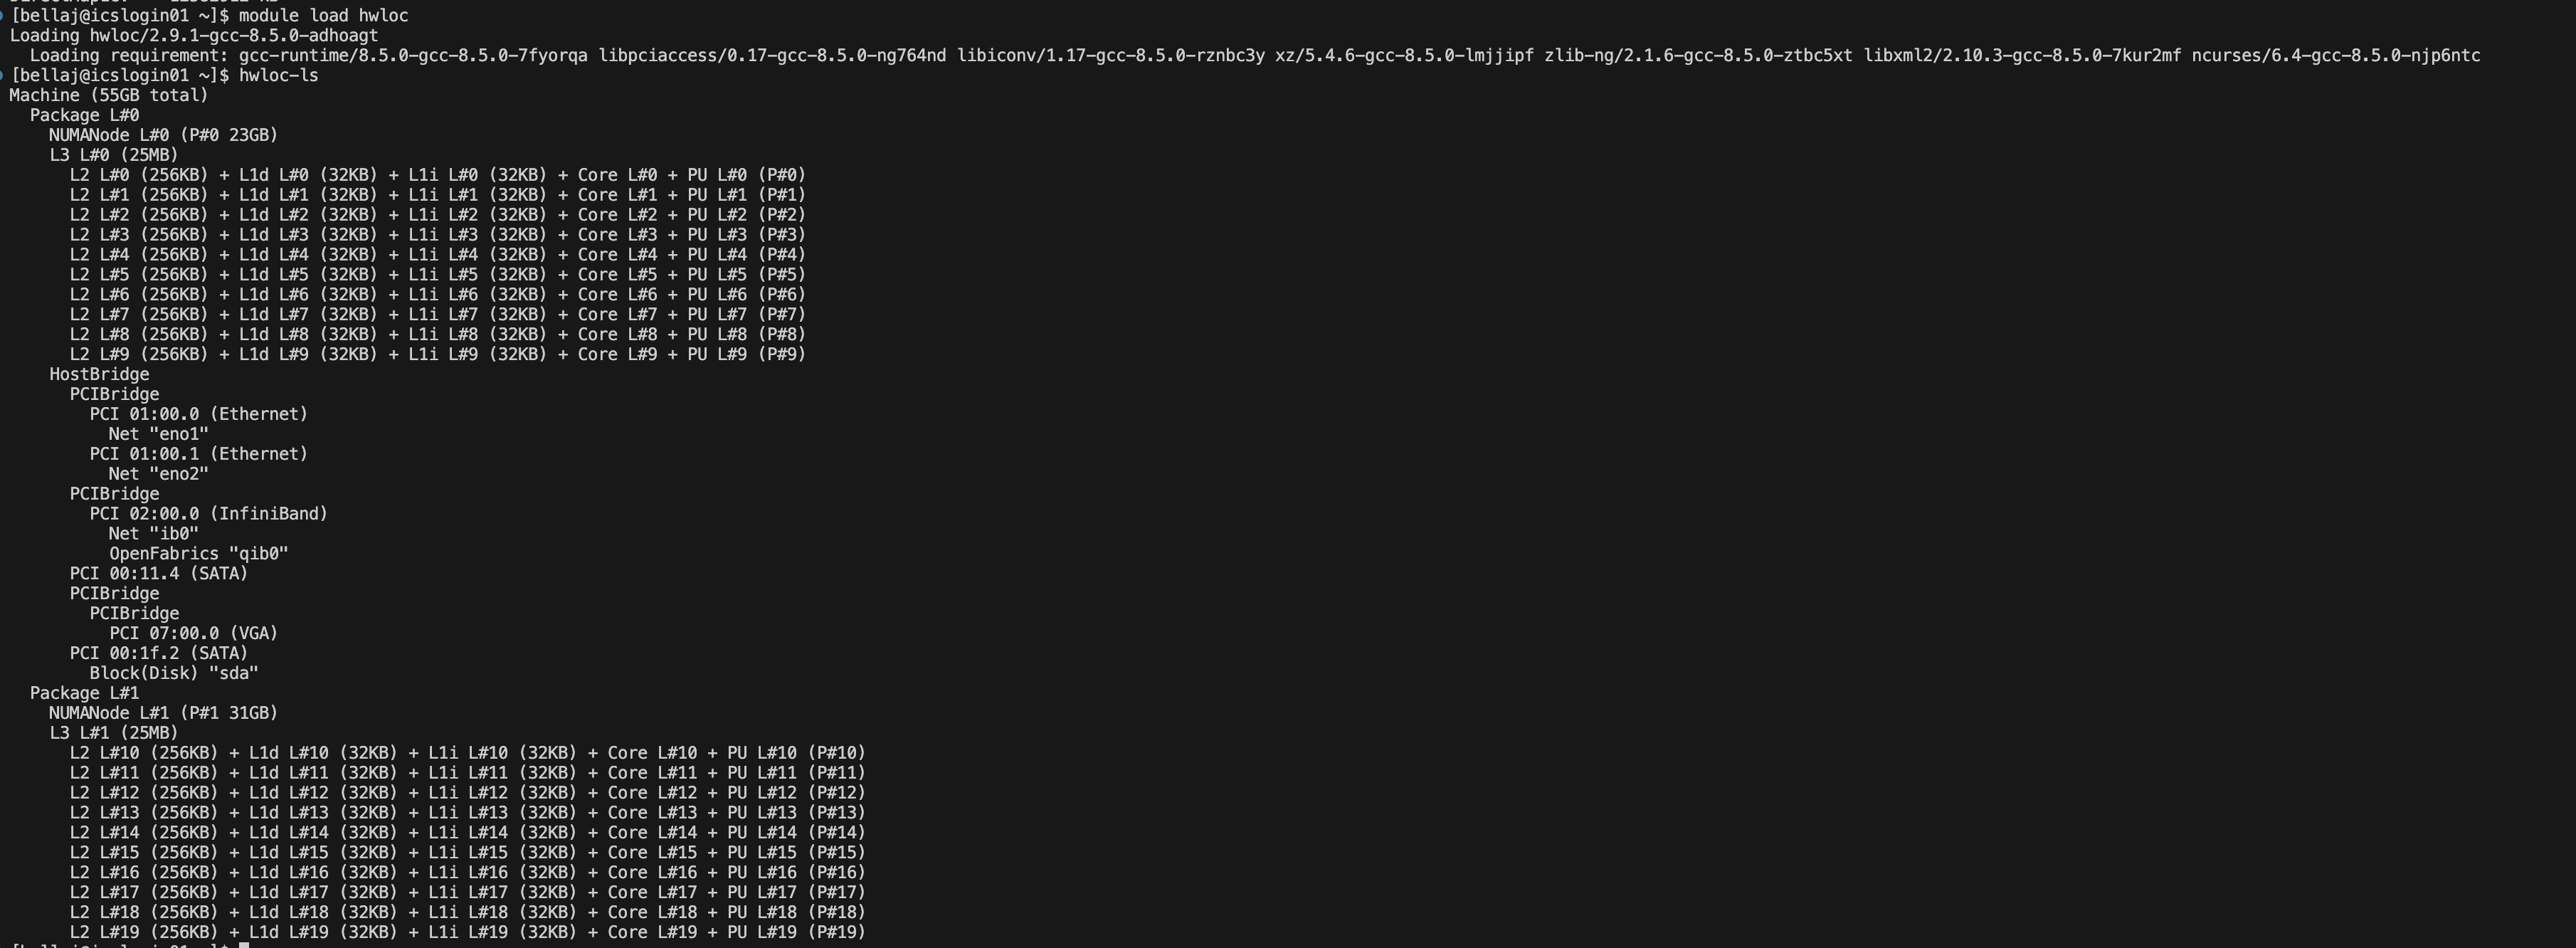 [bellaj@icslogin01 ~]$ module load hwloc
Loading hwloc/2.9.1-gcc-8.5.0-adhoagt
  Loading requirement: gcc-runtime/8.5.0-gcc-8.5.0-7fyorqa libpciaccess/0.17-gcc-8.5.0-ng764nd libiconv/1.17-gcc-8.5.0-rznbc3y xz/5.4.6-gcc-8.5.0-lmjjipf zlib-ng/2.1.6-gcc-8.5.0-ztbc5xt libxml2/2.10.3-gcc-8.5.0-7kur2mf ncurses/6.4-gcc-8.5.0-njp6ntc
[bellaj@icslogin01 ~]$ hwloc-ls
Machine (55GB total)
  Package L#0
    NUMANode L#0 (P#0 23GB)
    L3 L#0 (25MB)
      L2 L#0 (256KB) + L1d L#0 (32KB) + L1i L#0 (32KB) + Core L#0 + PU L#0 (P#0)
      L2 L#1 (256KB) + L1d L#1 (32KB) + L1i L#1 (32KB) + Core L#1 + PU L#1 (P#1)
      L2 L#2 (256KB) + L1d L#2 (32KB) + L1i L#2 (32KB) + Core L#2 + PU L#2 (P#2)
      L2 L#3 (256KB) + L1d L#3 (32KB) + L1i L#3 (32KB) + Core L#3 + PU L#3 (P#3)
      L2 L#4 (256KB) + L1d L#4 (32KB) + L1i L#4 (32KB) + Core L#4 + PU L#4 (P#4)
      L2 L#5 (256KB) + L1d L#5 (32KB) + L1i L#5 (32KB) + Core L#5 + PU L#5 (P#5)
      L2 L#6 (256KB) + L1d L#6 (32KB) + L1i L#6 (32KB) + Core L#6 + PU L#6 (P#6)
      L2 L#7 (256KB) + L1d L#7 (32KB) + L1i L#7 (32KB) + Core L#7 + PU L#7 (P#7)
      L2 L#8 (256KB) + L1d L#8 (32KB) + L1i L#8 (32KB) + Core L#8 + PU L#8 (P#8)
      L2 L#9 (256KB) + L1d L#9 (32KB) + L1i L#9 (32KB) + Core L#9 + PU L#9 (P#9)
    HostBridge
      PCIBridge
        PCI 01:00.0 (Ethernet)
          Net "eno1"
        PCI 01:00.1 (Ethernet)
          Net "eno2"
      PCIBridge
        PCI 02:00.0 (InfiniBand)
          Net "ib0"
          OpenFabrics "qib0"
      PCI 00:11.4 (SATA)
      PCIBridge
        PCIBridge
          PCI 07:00.0 (VGA)
      PCI 00:1f.2 (SATA)
        Block(Disk) "sda"
  Package L#1
    NUMANode L#1 (P#1 31GB)
    L3 L#1 (25MB)
      L2 L#10 (256KB) + L1d L#10 (32KB) + L1i L#10 (32KB) + Core L#10 + PU L#10 (P#10)
      L2 L#11 (256KB) + L1d L#11 (32KB) + L1i L#11 (32KB) + Core L#11 + PU L#11 (P#11)
      L2 L#12 (256KB) + L1d L#12 (32KB) + L1i L#12 (32KB) + Core L#12 + PU L#12 (P#12)
      L2 L#13 (256KB) + L1d L#13 (32KB) + L1i L#13 (32KB) + Core L#13 + PU L#13 (P#13)
      L2 L#14 (256KB) + L1d L#14 (32KB) + L1i L#14 (32KB) + Core L#14 + PU L#14 (P#14)
      L2 L#15 (256KB) + L1d L#15 (32KB) + L1i L#15 (32KB) + Core L#15 + PU L#15 (P#15)
      L2 L#16 (256KB) + L1d L#16 (32KB) + L1i L#16 (32KB) + Core L#16 + PU L#16 (P#16)
      L2 L#17 (256KB) + L1d L#17 (32KB) + L1i L#17 (32KB) + Core L#17 + PU L#17 (P#17)
      L2 L#18 (256KB) + L1d L#18 (32KB) + L1i L#18 (32KB) + Core L#18 + PU L#18 (P#18)
      L2 L#19 (256KB) + L1d L#19 (32KB) + L1i L#19 (32KB) + Core L#19 + PU L#19 (P#19)